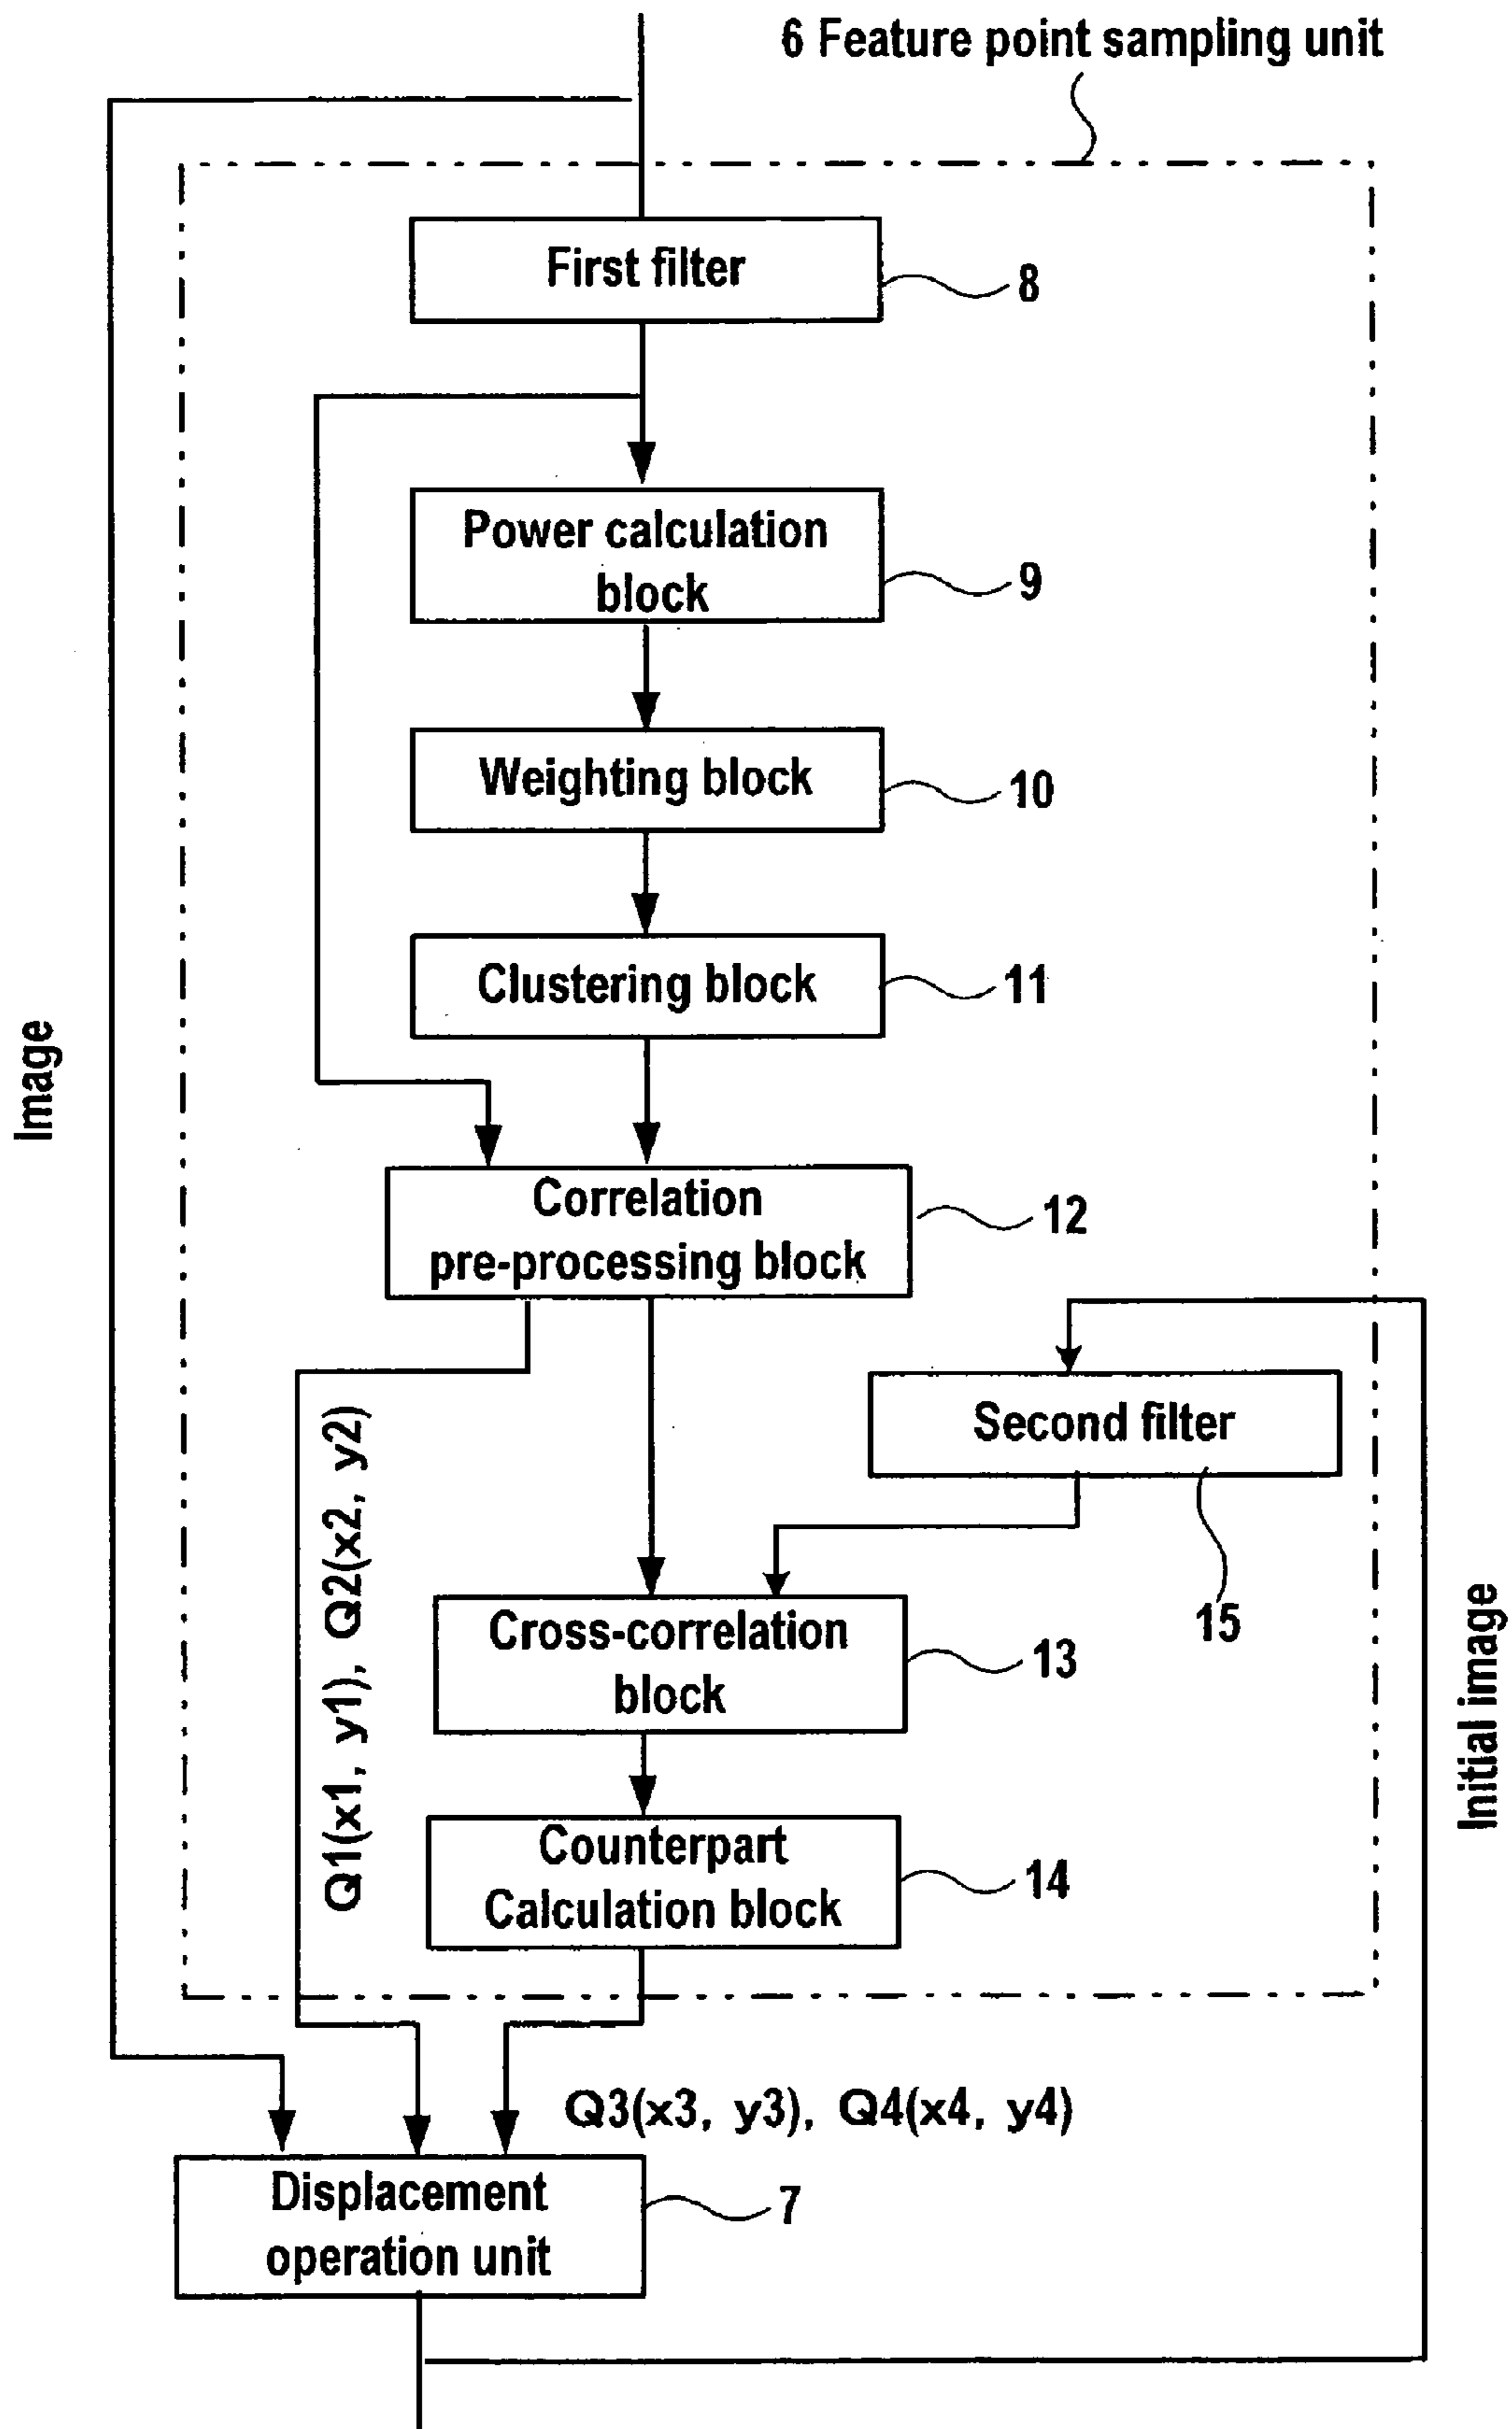 6 Feature point sampling unit
First filter
8
Power calculation
block
9
Weighting block
10
Clustering block
11
Image
Correlation
pre-processing block
12
Second filter
15
Q1(x1, y1), Q2(x2, y2)
Cross-correlation
block
13
Initial image
Counterpart
Calculation block
14
Q3(x3, y3), Q4(x4, y4)
Displacement
operation unit
7